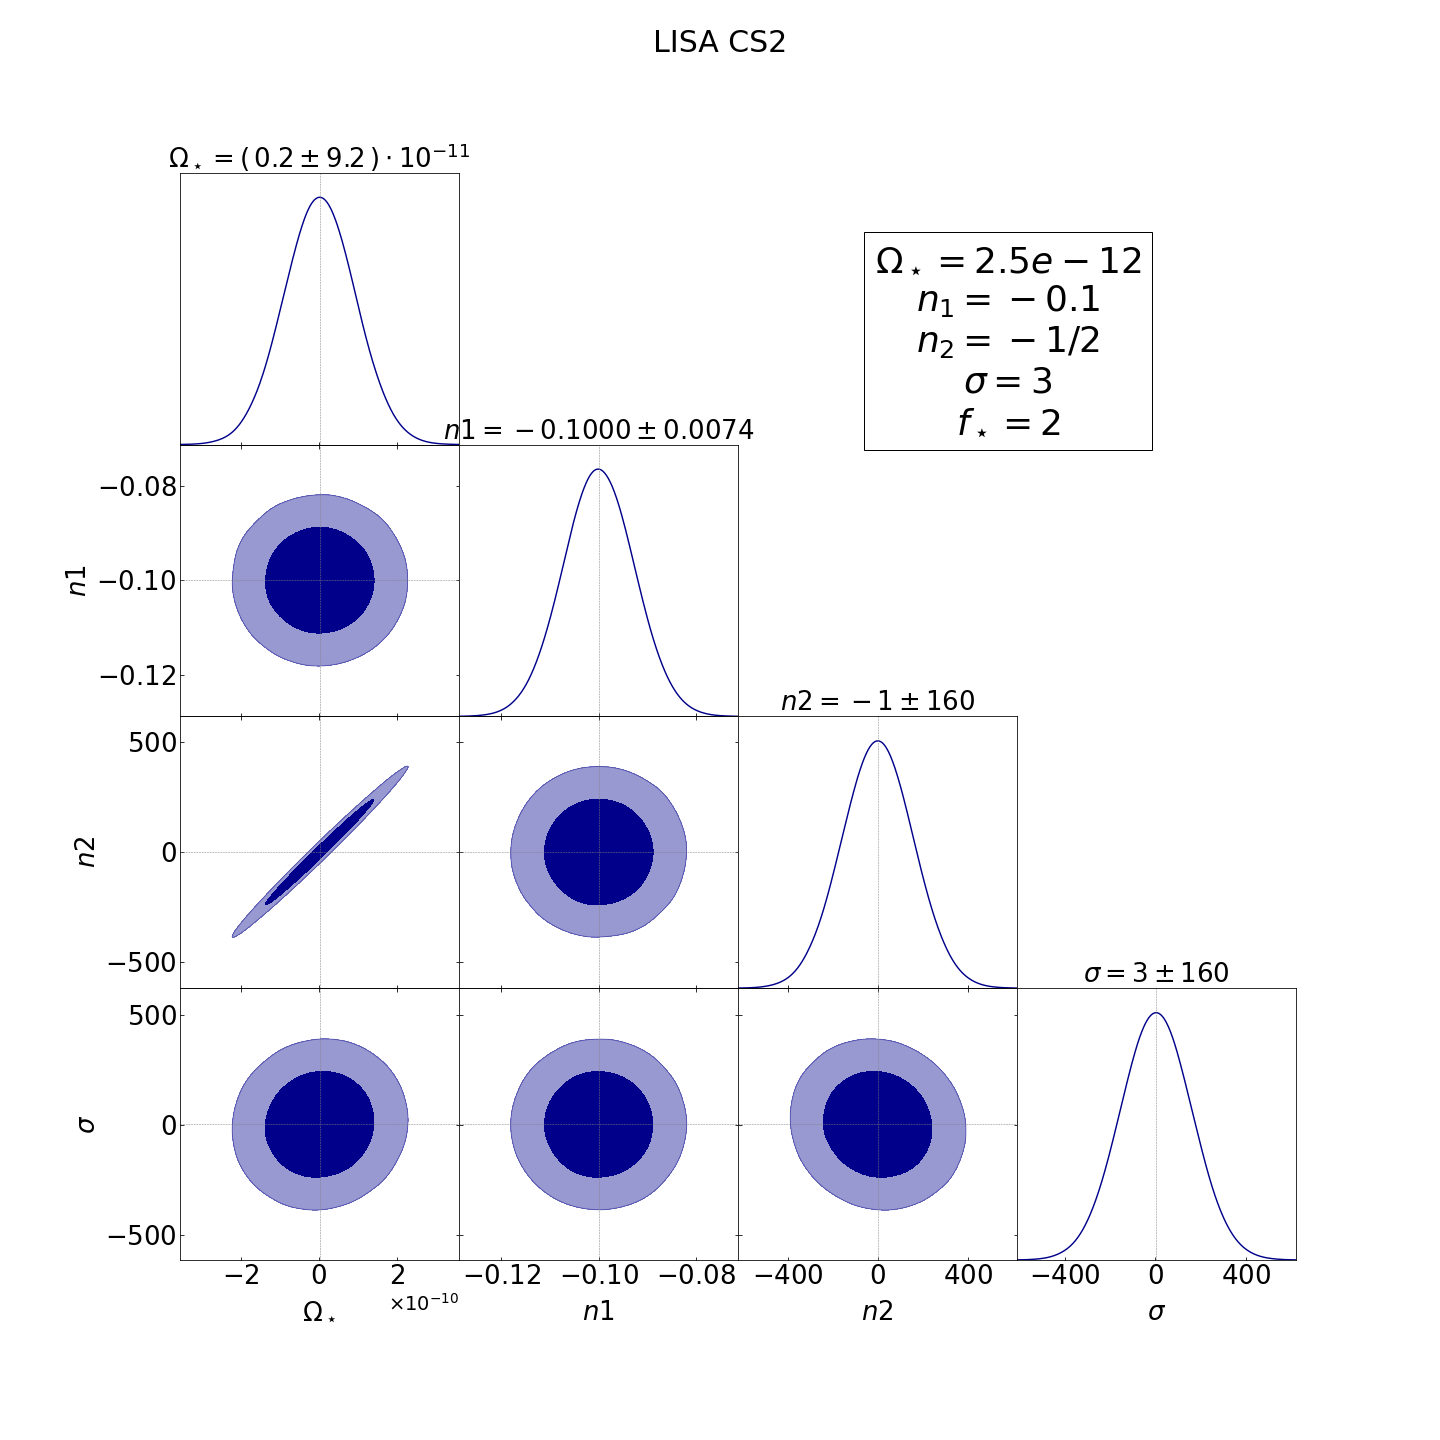 LISA CS2
Ω⋆ = ( 0.2 ± 9.2 ) · 10⁻¹¹
Ω⋆ = 2.5e − 12
n₁ = −0.1
n₂ = −1/2
σ = 3
f⋆ = 2
n1 = −0.1000 ± 0.0074
−0.08
−0.10
−0.12
n1
n2 = −1 ± 160
500
0
−500
n2
σ = 3 ± 160
500
0
−500
σ
−2 0 2 −0.12 −0.10 −0.08 −400 0 400 −400 0 400
×10⁻¹⁰
Ω⋆ n1 n2 σ